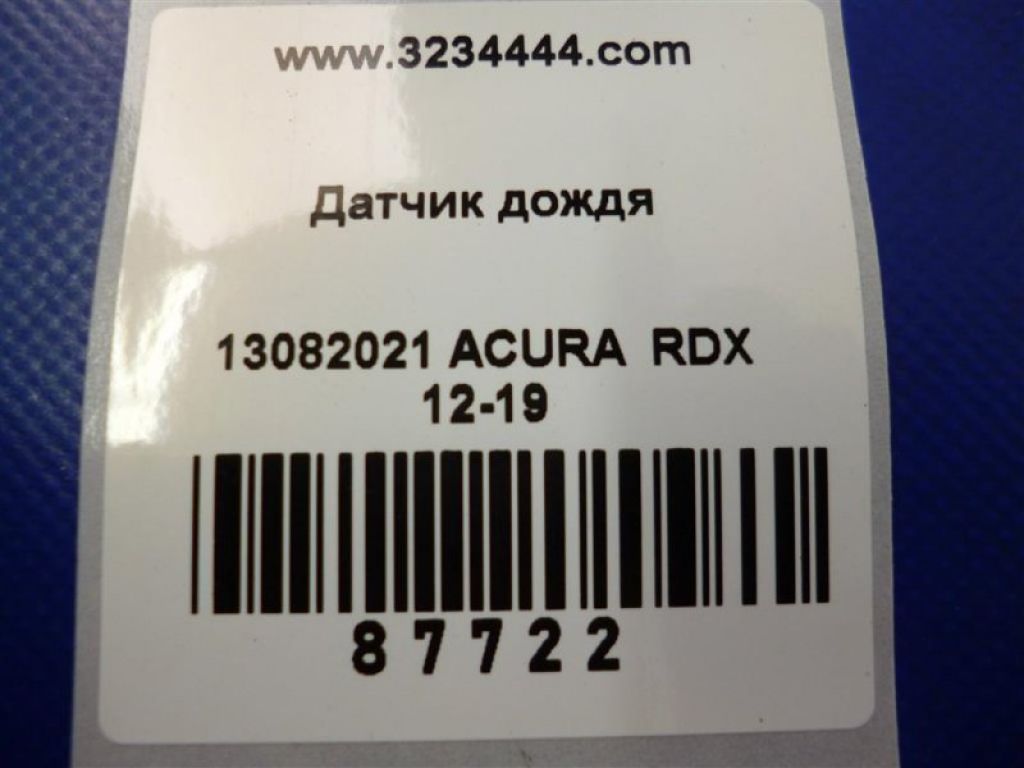 www.3234444.com
Датчик дождя
13082021 ACURA RDX
12-19
87722